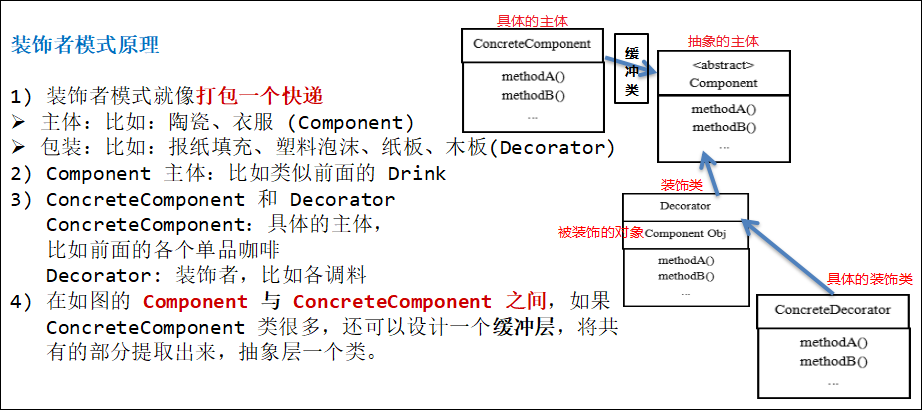 装饰者模式原理
1) 装饰者模式就像打包一个快递
➢ 主体：比如：陶瓷、衣服 (Component)
➢ 包装：比如：报纸填充、塑料泡沫、纸板、木板(Decorator)
2) Component 主体：比如类似前面的 Drink
3) ConcreteComponent 和 Decorator
ConcreteComponent：具体的主体，
比如前面的各个单品咖啡
Decorator: 装饰者，比如各调料
4) 在如图的 Component 与 ConcreteComponent 之间，如果
ConcreteComponent 类很多，还可以设计一个缓冲层，将共
有的部分提取出来，抽象层一个类。
具体的主体
ConcreteComponent
methodA()
methodB()
...
缓
冲
类
抽象的主体
<abstract>
Component
methodA()
methodB()
...
装饰类
Decorator
被装饰的对象
Component Obj
methodA()
methodB()
...
具体的装饰类
ConcreteDecorator
methodA()
methodB()
...